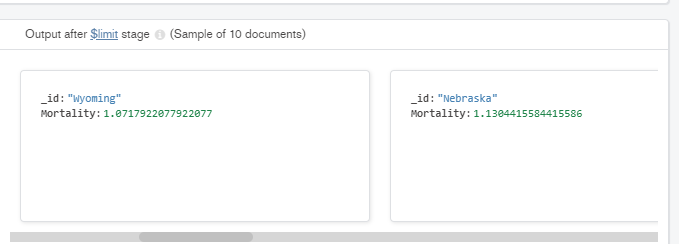 Output after $limit stage (Sample of 10 documents)
_id: "Wyoming"
Mortality: 1.0717922077922077
_id: "Nebraska"
Mortality: 1.1304415584415586